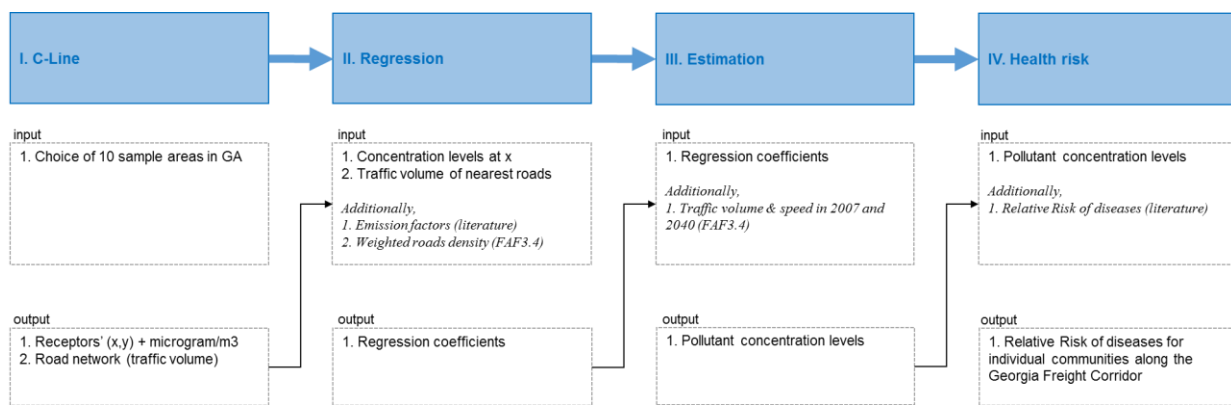 I. C-Line
II. Regression
III. Estimation
IV. Health risk
input
1. Choice of 10 sample areas in GA
input
1. Concentration levels at x
2. Traffic volume of nearest roads
Additionally,
1. Emission factors (literature)
2. Weighted roads density (FAF3.4)
input
1. Regression coefficients
Additionally,
1. Traffic volume & speed in 2007 and
2040 (FAF3.4)
input
1. Pollutant concentration levels
Additionally,
1. Relative Risk of diseases (literature)
output
1. Receptors' (x,y) + microgram/m3
2. Road network (traffic volume)
output
1. Regression coefficients
output
1. Pollutant concentration levels
output
1. Relative Risk of diseases for
individual communities along the
Georgia Freight Corridor